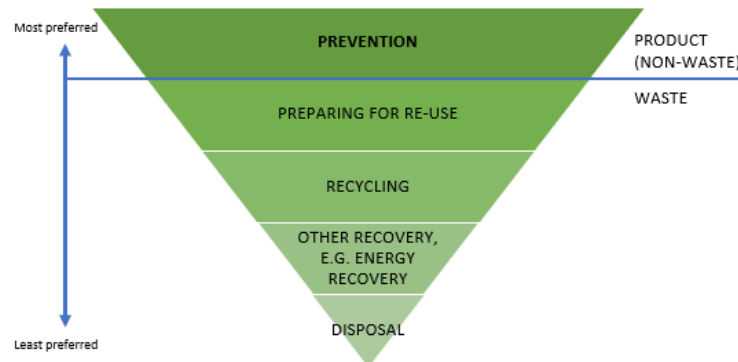 Most preferred
PREVENTION
PRODUCT
(NON-WASTE)
WASTE
PREPARING FOR RE-USE
RECYCLING
OTHER RECOVERY,
E.G. ENERGY
RECOVERY
DISPOSAL
Least preferred